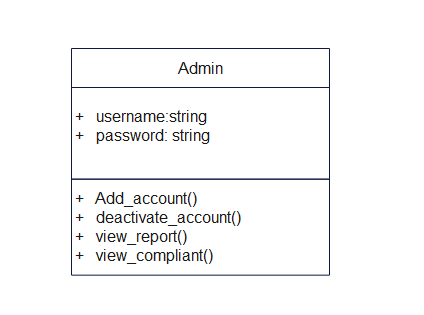 Admin
+ username:string
+ password: string
+ Add_account()
+ deactivate_account()
+ view_report()
+ view_compliant()